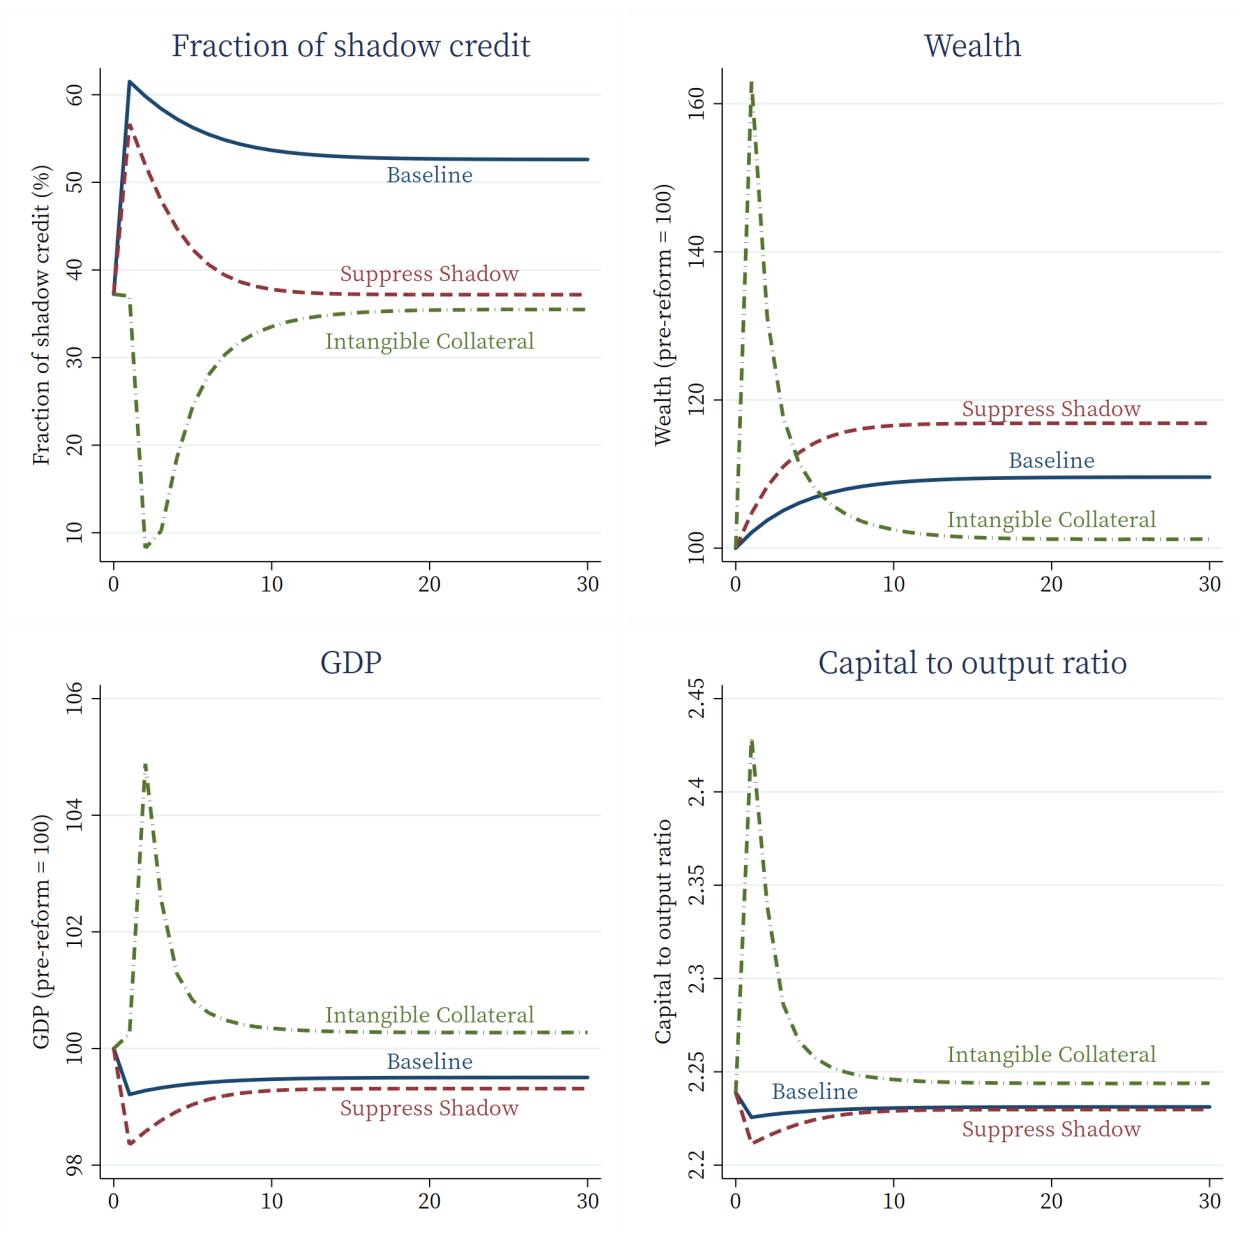 Fraction of shadow credit
Fraction of shadow credit (%)
60
50
40
30
20
10
Baseline
Suppress Shadow
Intangible Collateral
0 10 20 30
Wealth
Wealth (pre-reform = 100)
160
140
120
100
Suppress Shadow
Baseline
Intangible Collateral
0 10 20 30
GDP
GDP (pre-reform = 100)
106
104
102
100
98
Intangible Collateral
Baseline
Suppress Shadow
0 10 20 30
Capital to output ratio
Capital to output ratio
2.45
2.4
2.35
2.3
2.25
2.2
Intangible Collateral
Baseline
Suppress Shadow
0 10 20 30